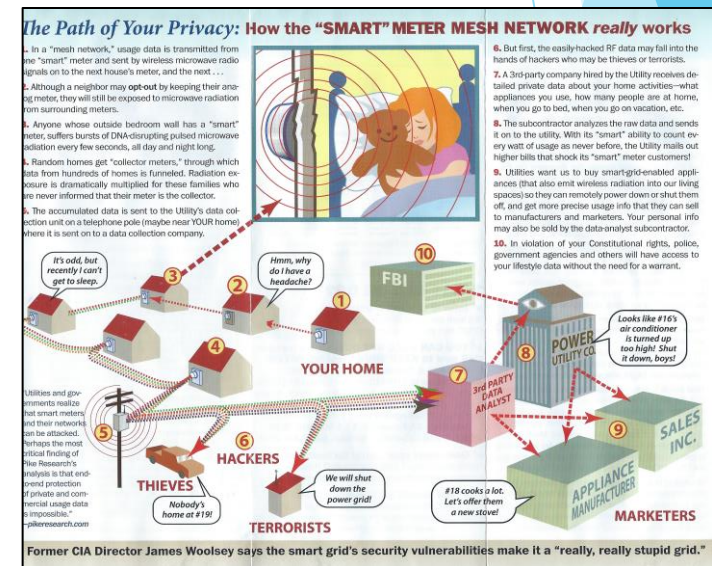 The Path of Your Privacy: How the "SMART" METER MESH NETWORK really works
1. In a "mesh network," usage data is transmitted from
one "smart" meter and sent by wireless microwave radio
signals on to the next house's meter, and the next . . .
2. Although a neighbor may opt-out by keeping their ana-
og meter, they will still be exposed to microwave radiation
from surrounding meters.
3. Anyone whose outside bedroom wall has a "smart"
meter, suffers bursts of DNA-disrupting pulsed microwave
radiation every few seconds, all day and night long.
4. Random homes get "collector meters," through which
data from hundreds of homes is funneled. Radiation ex-
posure is dramatically multiplied for these families who
are never informed that their meter is the collector.
5. The accumulated data is sent to the Utility's data col-
ection unit on a telephone pole (maybe near YOUR home)
where it is sent on to a data collection company.
6. But first, the easily-hacked RF data may fall into the
hands of hackers who may be thieves or terrorists.
7. A 3rd-party company hired by the Utility receives de-
tailed private data about your home activities—what
appliances you use, how many people are at home,
when you go to bed, when you go on vacation, etc.
8. The subcontractor analyzes the raw data and sends
it on to the utility. With its "smart" ability to count ev-
ery watt of usage as never before, the Utility mails out
higher bills that shock its "smart" meter customers!
9. Utilities want us to buy smart-grid-enabled appli-
ances (that also emit wireless radiation into our living
spaces) so they can remotely power down or shut them
off, and get more precise usage info that they can sell
to manufacturers and marketers. Your personal info
may also be sold by the data-analyst subcontractor.
10. In violation of your Constitutional rights, police,
government agencies and others will have access to
your lifestyle data without the need for a warrant.
It's odd, but
recently I can't
get to sleep.
3
2
Hmm, why
do I have a
headache?
1
YOUR HOME
4
10
FBI
8
POWER
UTILITY CO.
Looks like #16's
air conditioner
is turned up
too high! Shut
it down, boys!
7
3rd PARTY
DATA
ANALYST
9
SALES
INC.
APPLIANCE
MANUFACTURER
MARKETERS
#18 cooks a lot.
Let's offer them
a new stove!
5
6
HACKERS
THIEVES
Nobody's
home at #19!
TERRORISTS
We will shut
down the
power grid!
"Utilities and gov-
ernments realize
that smart meters
and their networks
can be attacked.
Perhaps the most
critical finding of
Pike Research's
analysis is that end-
to-end protection
of private and com-
mercial usage data
is impossible."
–pikeresearch.com
Former CIA Director James Woolsey says the smart grid's security vulnerabilities make it a "really, really stupid grid."